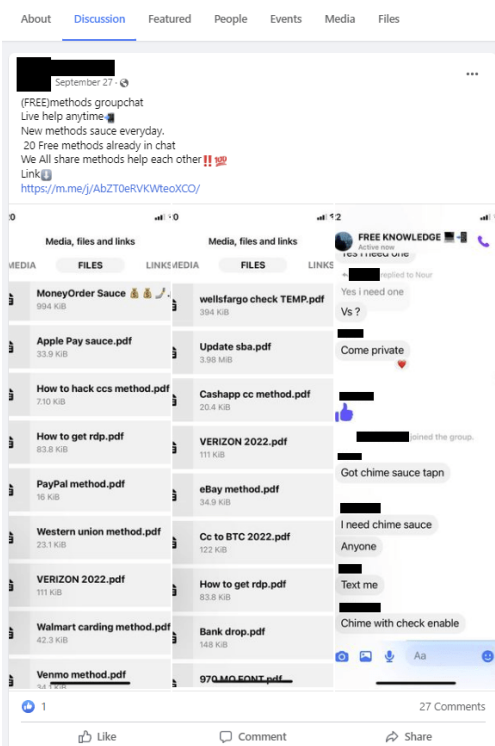 About Discussion Featured People Events Media Files
September 27 ·
(FREE)methods groupchat
Live help anytime📲
New methods sauce everyday.
20 Free methods already in chat
We All share methods help each other‼️💯
Link⬇️
https://m.me/j/AbZT0eRVKWteoXCO/
Media, files and links
MEDIA FILES LINKS
MoneyOrder Sauce 💰💰
994 KiB
Apple Pay sauce.pdf
33.9 KiB
How to hack ccs method.pdf
7.10 KiB
How to get rdp.pdf
83.8 KiB
PayPal method.pdf
16 KiB
Western union method.pdf
23.1 KiB
VERIZON 2022.pdf
111 KiB
Walmart carding method.pdf
42.3 KiB
Venmo method.pdf
34.1 KiB
Media, files and links
MEDIA FILES LINKS
wellsfargo check TEMP.pdf
394 KiB
Update sba.pdf
3.98 MiB
Cashapp cc method.pdf
20.4 KiB
VERIZON 2022.pdf
111 KiB
eBay method.pdf
34.9 KiB
Cc to BTC 2022.pdf
122 KiB
How to get rdp.pdf
83.8 KiB
Bank drop.pdf
148 KiB
970 MO FONT.pdf
FREE KNOWLEDGE 💻📲
Active now
Yes I need one
replied to Nour
Yes i need one
Vs ?
Come private
joined the group.
Got chime sauce tapn
I need chime sauce
Anyone
Text me
Chime with check enable
Aa
1
27 Comments
Like Comment Share